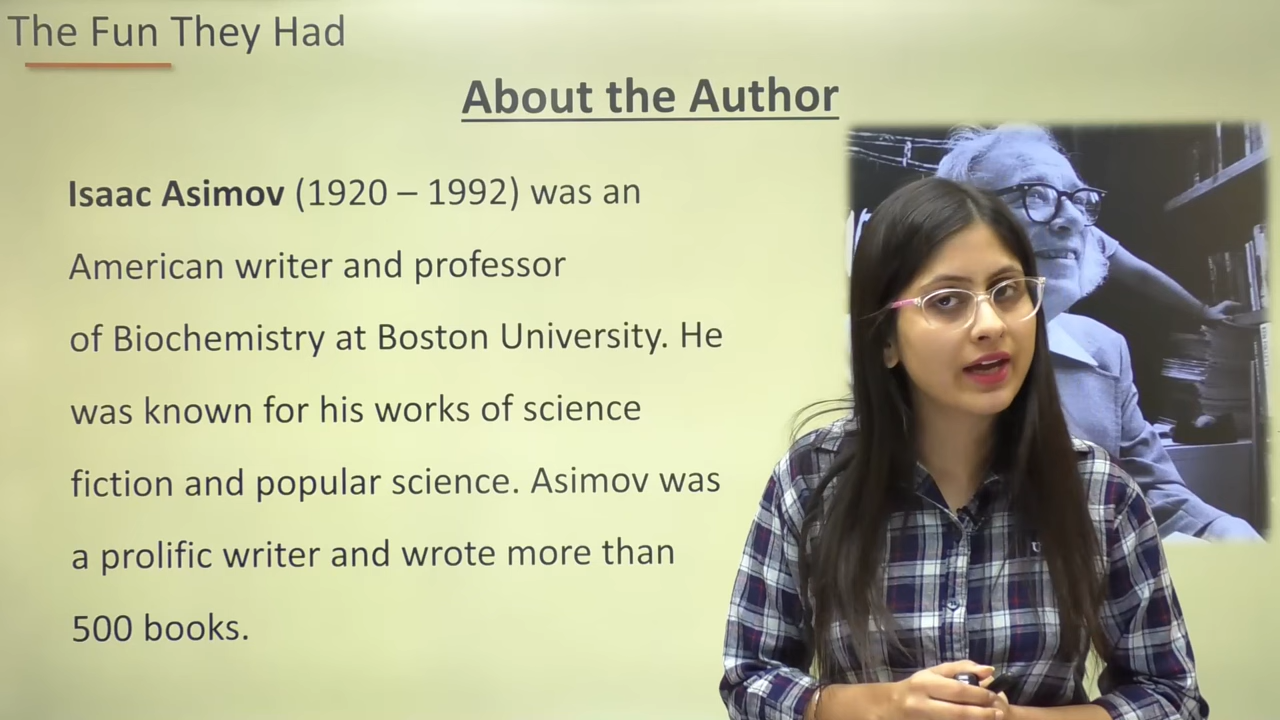 The Fun They Had
About the Author
Isaac Asimov (1920 – 1992) was an
American writer and professor
of Biochemistry at Boston University. He
was known for his works of science
fiction and popular science. Asimov was
a prolific writer and wrote more than
500 books.